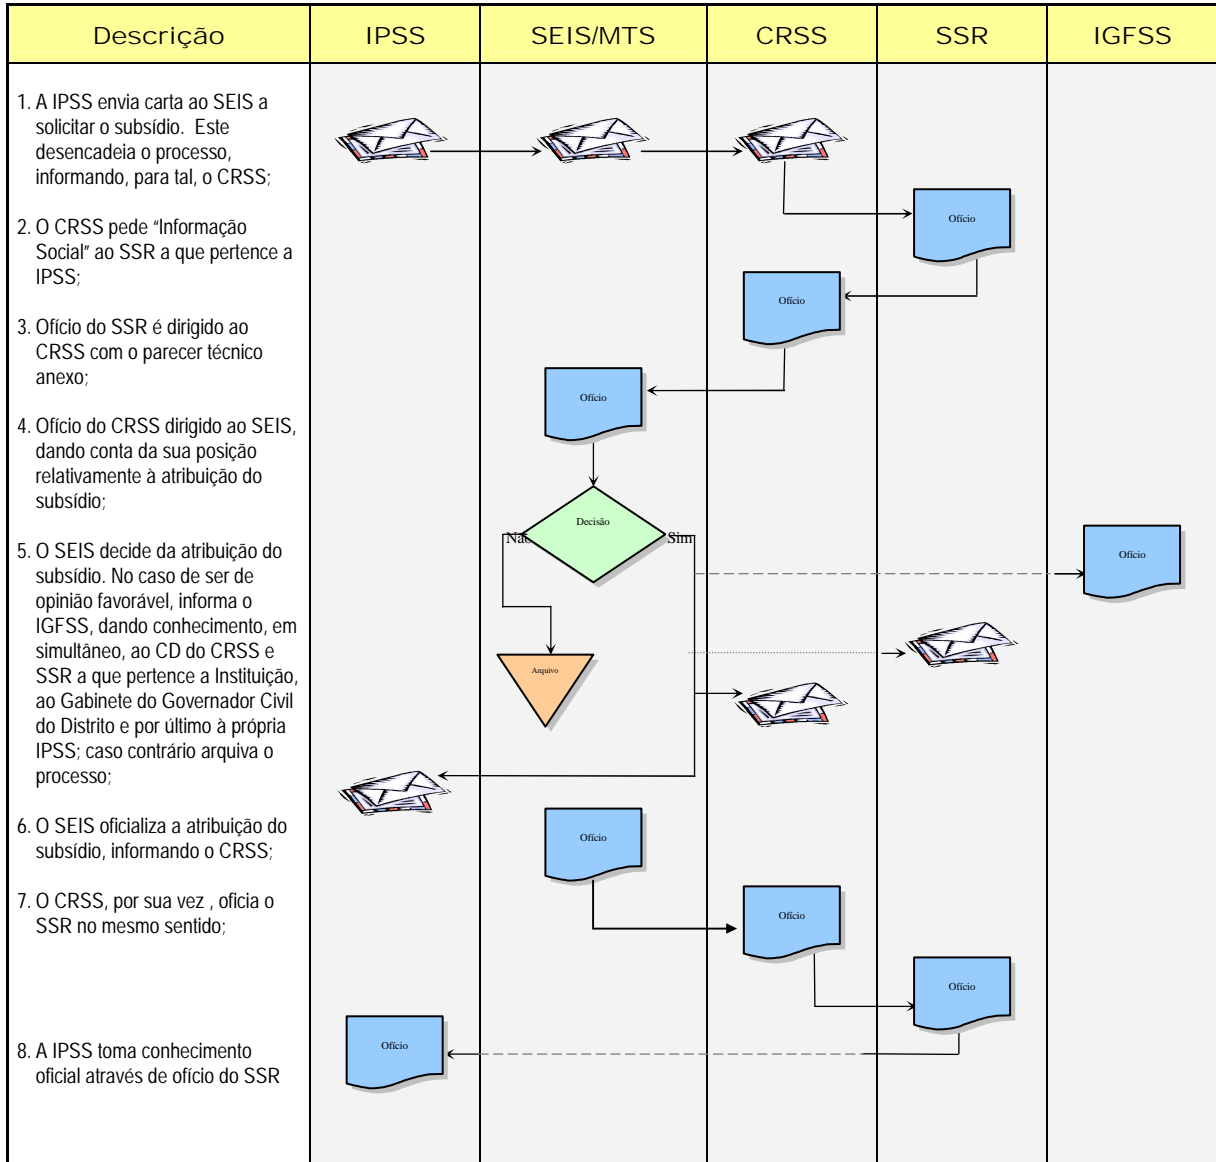 Descrição
IPSS
SEIS/MTS
CRSS
SSR
IGFSS
1. A IPSS envia carta ao SEIS a
solicitar o subsídio. Este
desencadeia o processo,
informando, para tal, o CRSS;
2. O CRSS pede “Informação
Social” ao SSR a que pertence a
IPSS;
3. Ofício do SSR é dirigido ao
CRSS com o parecer técnico
anexo;
4. Ofício do CRSS dirigido ao SEIS,
dando conta da sua posição
relativamente à atribuição do
subsídio;
5. O SEIS decide da atribuição do
subsídio. No caso de ser de
opinião favorável, informa o
IGFSS, dando conhecimento, em
simultâneo, ao CD do CRSS e
SSR a que pertence a Instituição,
ao Gabinete do Governador Civil
do Distrito e por último à própria
IPSS; caso contrário arquiva o
processo;
6. O SEIS oficializa a atribuição do
subsídio, informando o CRSS;
7. O CRSS, por sua vez , oficia o
SSR no mesmo sentido;
8. A IPSS toma conhecimento
oficial através de ofício do SSR
Ofício
Ofício
Ofício
Decisão
Não
Sim
Ofício
Arquivo
Ofício
Ofício
Ofício
Ofício